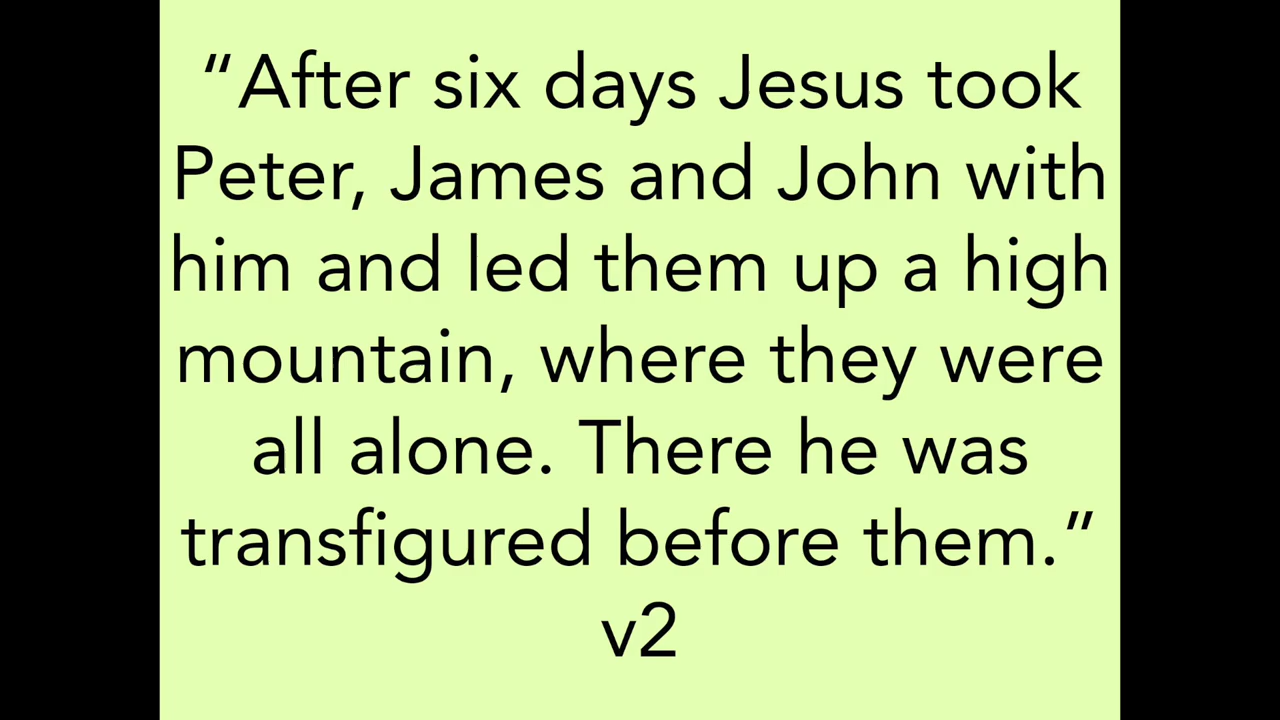 “After six days Jesus took
Peter, James and John with
him and led them up a high
mountain, where they were
all alone. There he was
transfigured before them.”
v2